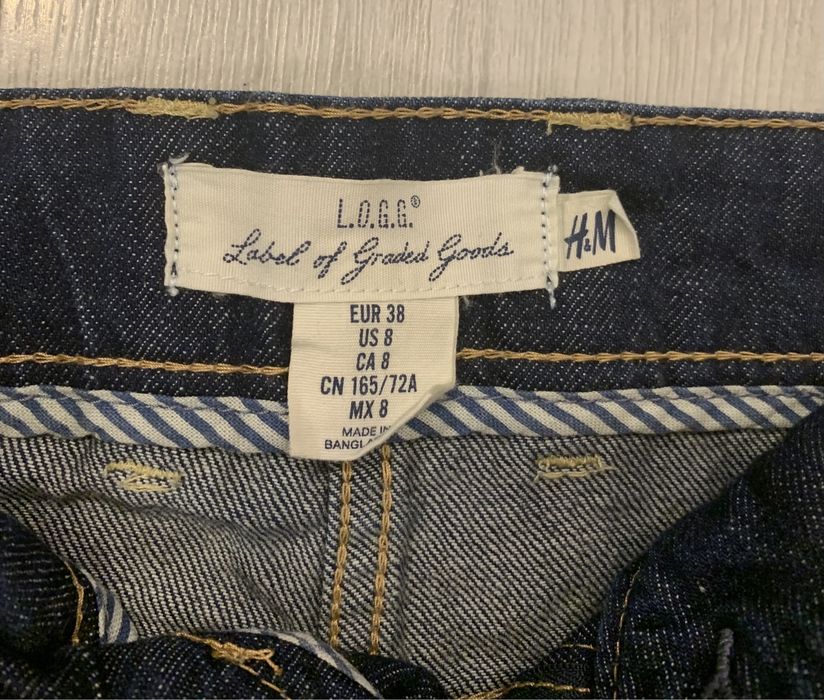 L.O.G.G.®
Label of Graded Goods
H&M
EUR 38
US 8
CA 8
CN 165/72A
MX 8
MADE IN